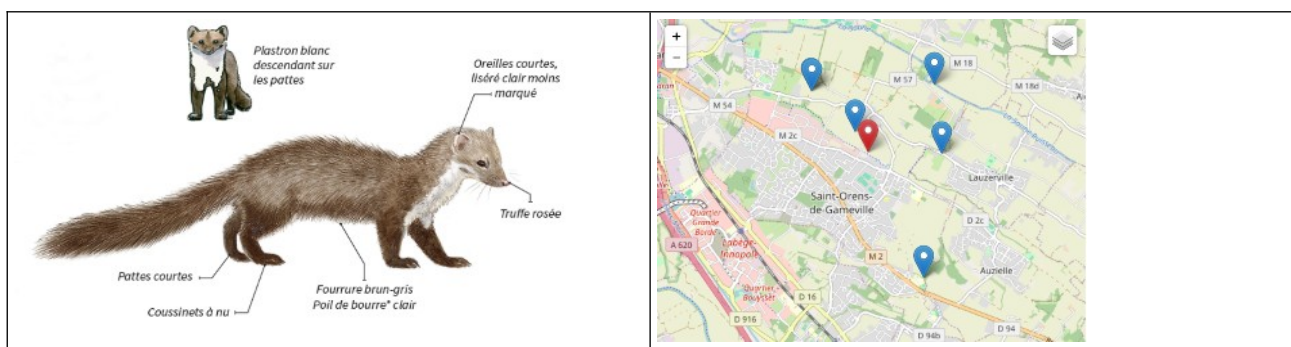 Plastron blanc
descendant sur
les pattes
Oreilles courtes,
liséré clair moins
marqué
Truffe rosée
Pattes courtes
Coussinets à nu
Fourrure brun-gris
Poil de bourre* clair
+
−
M 18
M 57
M 18d
M 54
M 2c
Lauzerville
Saint-Orens-
de-Gameville
Quartier
Grande
Borde
D 2c
A 620
Labège-
Innopole
M 2
Auzielle
Quartier
Bouysset
D 16
D 916
D 94
D 94b